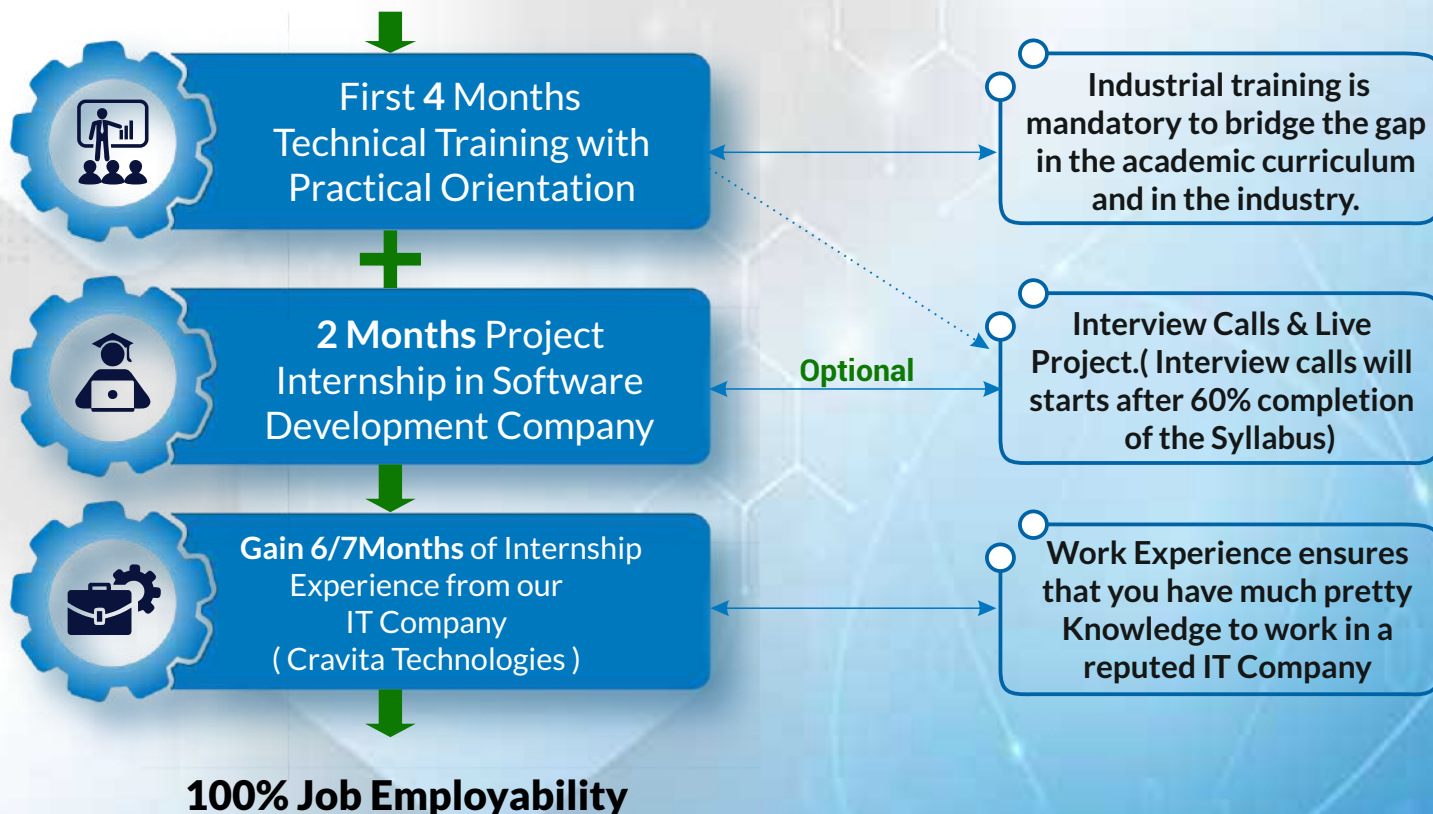 First 4 Months
Technical Training with
Practical Orientation
Industrial training is
mandatory to bridge the gap
in the academic curriculum
and in the industry.
2 Months Project
Internship in Software
Development Company
Optional
Interview Calls & Live
Project.( Interview calls will
starts after 60% completion
of the Syllabus)
Gain 6/7Months of Internship
Experience from our
IT Company
( Cravita Technologies )
Work Experience ensures
that you have much pretty
Knowledge to work in a
reputed IT Company
100% Job Employability